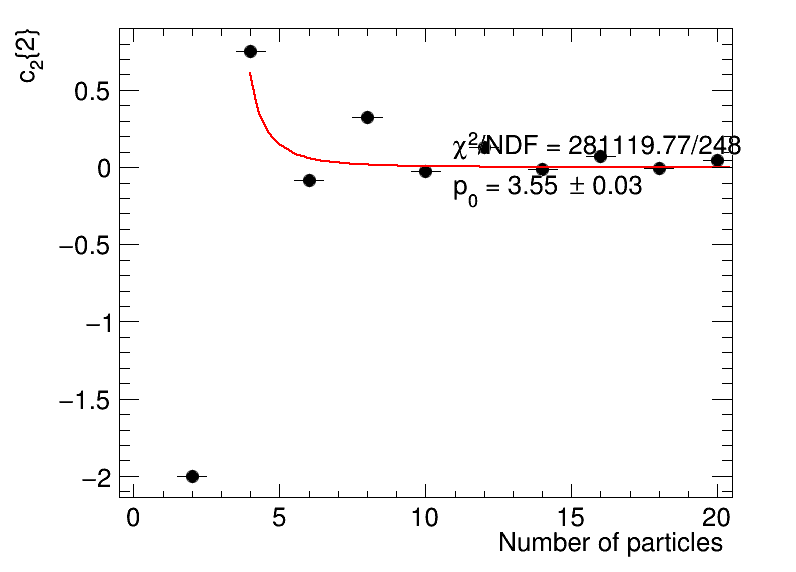 c₂{2}
0.5
0
−0.5
−1
−1.5
−2
χ²/NDF = 281119.77/248
p₀ = 3.55 ± 0.03
0 5 10 15 20
Number of particles